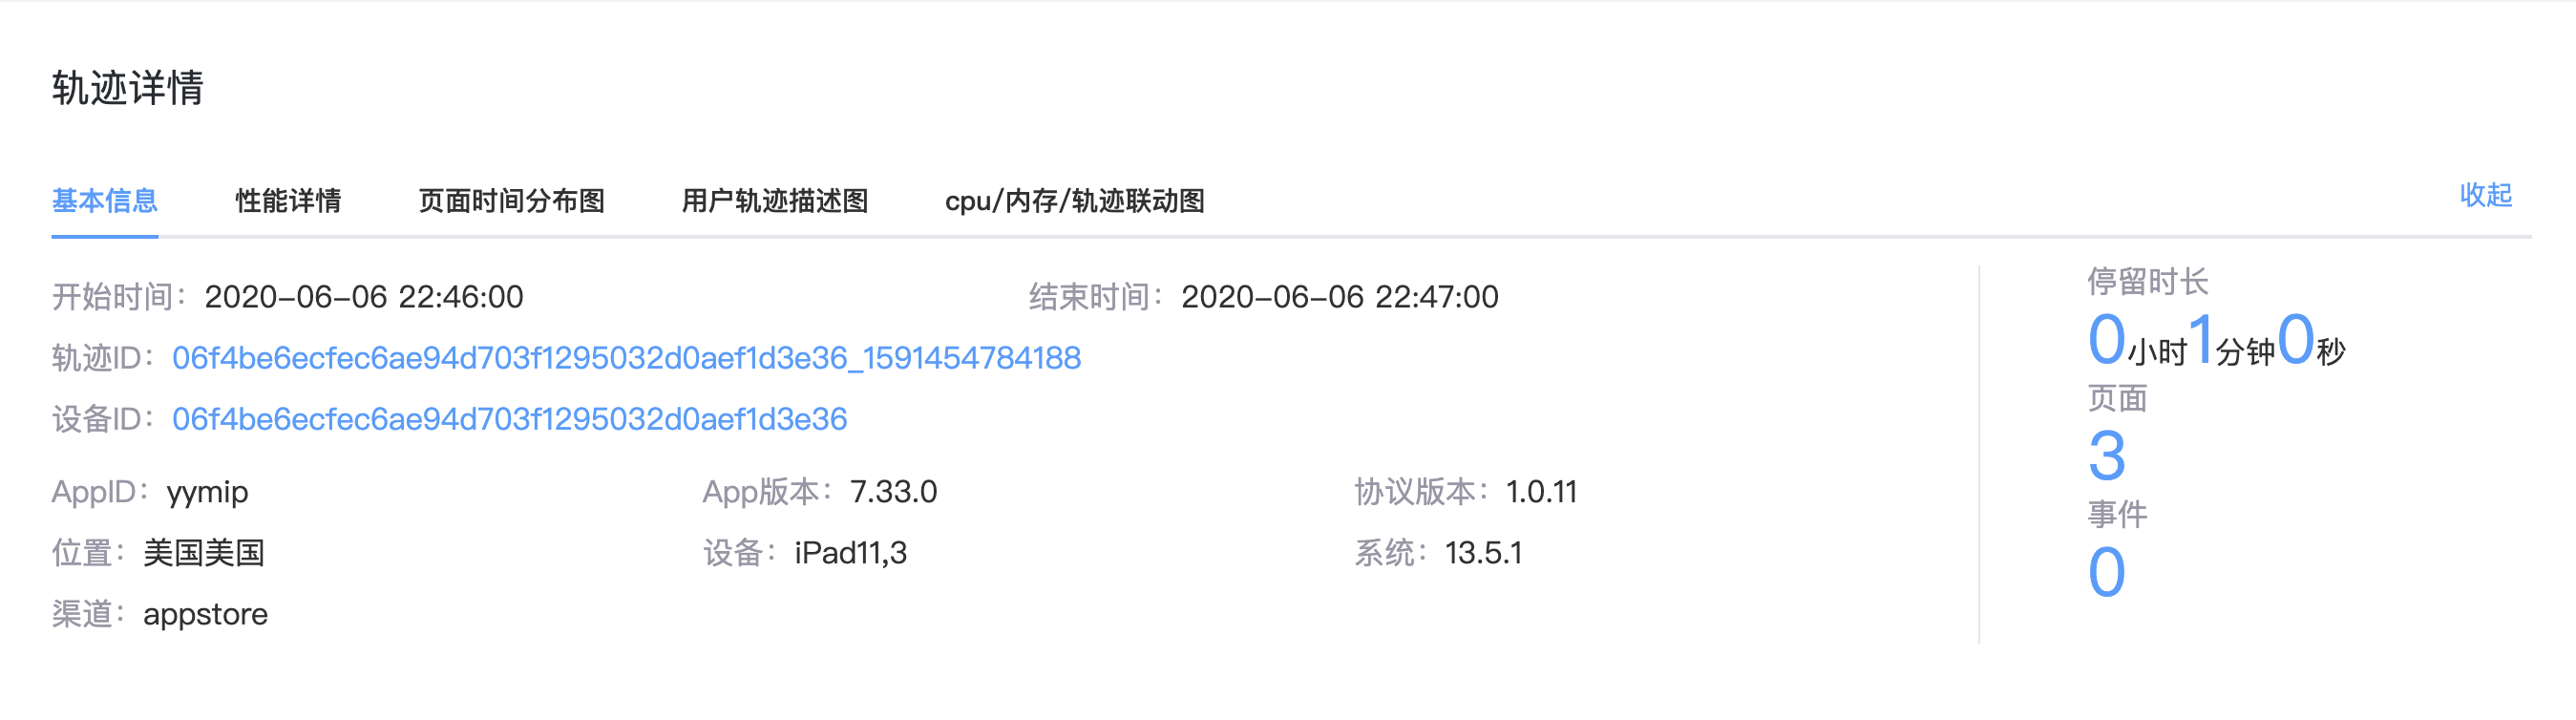 轨迹详情
基本信息 性能详情 页面时间分布图 用户轨迹描述图 cpu/内存/轨迹联动图 收起
开始时间：2020-06-06 22:46:00 结束时间：2020-06-06 22:47:00
轨迹ID：06f4be6ecfec6ae94d703f1295032d0aef1d3e36_1591454784188
设备ID：06f4be6ecfec6ae94d703f1295032d0aef1d3e36
AppID：yymip App版本：7.33.0 协议版本：1.0.11
位置：美国美国 设备：iPad11,3 系统：13.5.1
渠道：appstore
停留时长
0小时1分钟0秒
页面
3
事件
0